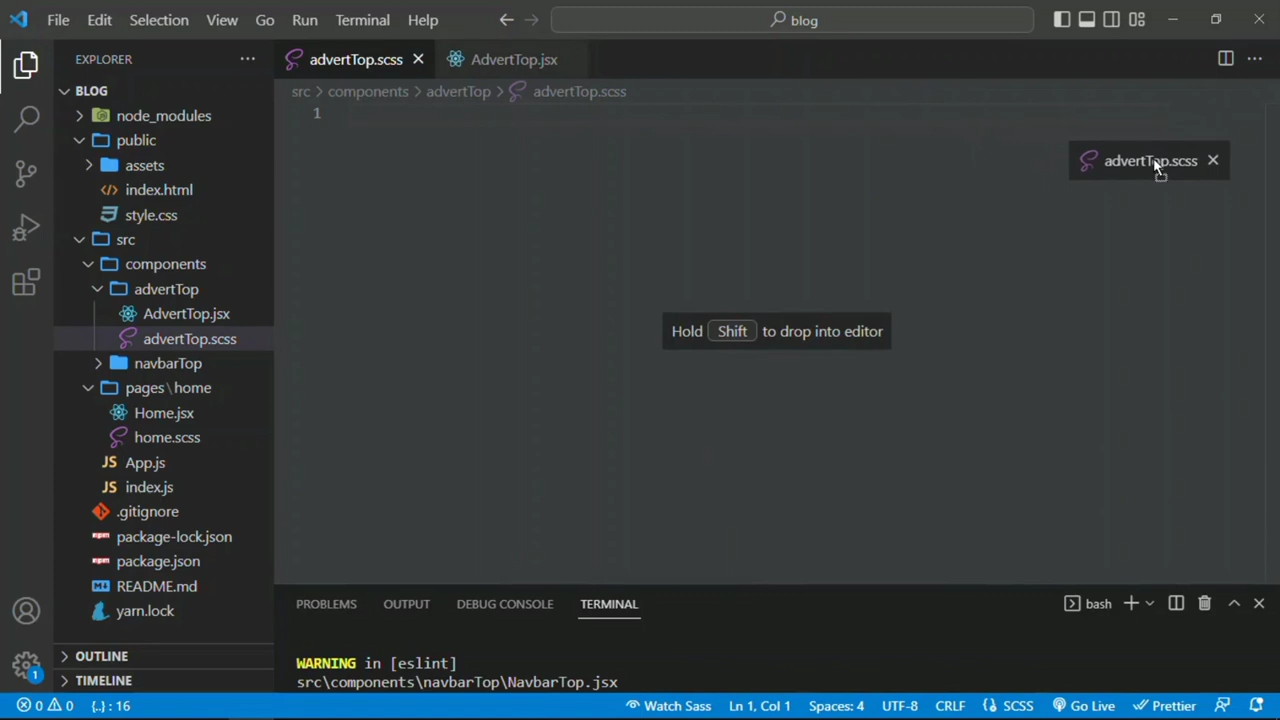 File Edit Selection View Go Run Terminal Help
blog
EXPLORER
advertTop.scss
AdvertTop.jsx
BLOG
src > components > advertTop > advertTop.scss
node_modules
public
assets
index.html
style.css
src
components
advertTop
AdvertTop.jsx
advertTop.scss
navbarTop
pages\home
Home.jsx
home.scss
JS App.js
JS index.js
.gitignore
package-lock.json
package.json
README.md
yarn.lock
OUTLINE
TIMELINE
1
advertTop.scss
Hold Shift to drop into editor
PROBLEMS OUTPUT DEBUG CONSOLE TERMINAL
bash
WARNING in [eslint]
src\components\navbarTop\NavbarTop.jsx
1
0 0 {..} : 16 Watch Sass Ln 1, Col 1 Spaces: 4 UTF-8 CRLF SCSS Go Live Prettier